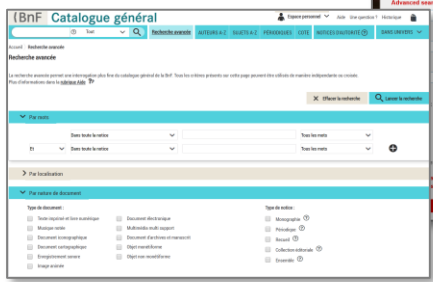 Advanced sear
{BnF Catalogue général
Espace personnel Aide Une question ? Historique
Tout Recherche avancée AUTEURS A-Z SUJETS A-Z PÉRIODIQUES COTE NOTICES D'AUTORITÉ DANS UNIVERS
Accueil Recherche avancée
Recherche avancée
La recherche avancée permet une interrogation plus fine du catalogue général de la BnF. Tous les critères présents sur cette page peuvent être utilisés de manière indépendante ou croisée.
Plus d'informations dans la rubrique Aide
Effacer la recherche Lancer la recherche
Par mots
Dans toute la notice Tous les mots
Et Dans toute la notice Tous les mots
Par localisation
Par nature de document
Type de document : Type de notice :
Texte imprimé et livre numérique Document électronique Monographie
Musique notée Multimédia multi support Périodique
Document iconographique Document d'archives et manuscrit Recueil
Document cartographique Objet monétiforme Collection éditoriale
Enregistrement sonore Objet non monétiforme Ensemble
Image animée